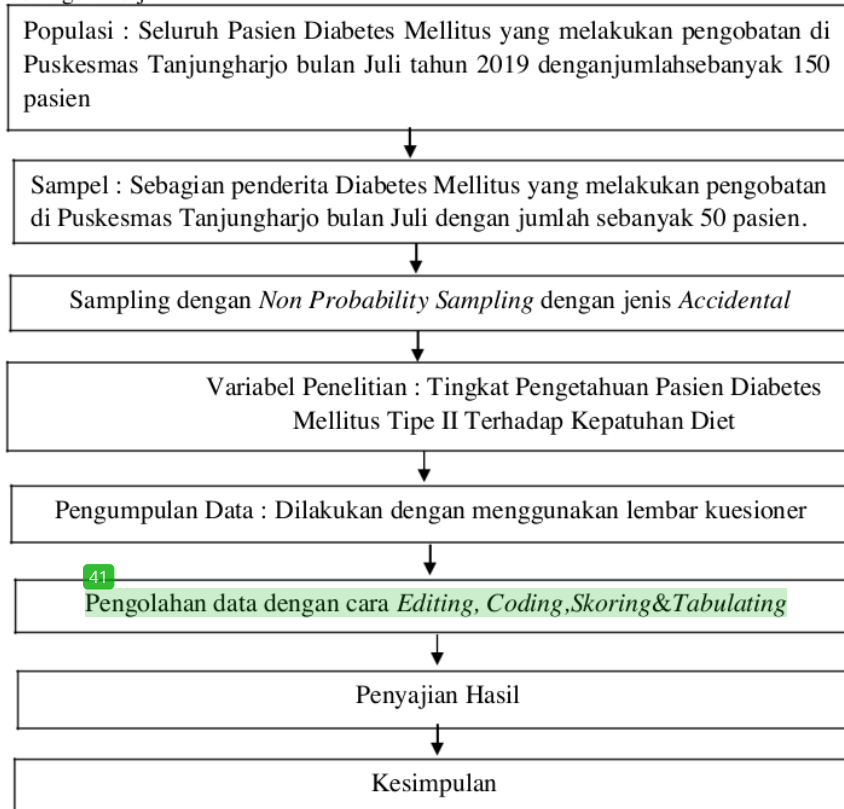 Populasi : Seluruh Pasien Diabetes Mellitus yang melakukan pengobatan di
Puskesmas Tanjungharjo bulan Juli tahun 2019 denganjumlahsebanyak 150
pasien
Sampel : Sebagian penderita Diabetes Mellitus yang melakukan pengobatan
di Puskesmas Tanjungharjo bulan Juli dengan jumlah sebanyak 50 pasien.
Sampling dengan Non Probability Sampling dengan jenis Accidental
Variabel Penelitian : Tingkat Pengetahuan Pasien Diabetes
Mellitus Tipe II Terhadap Kepatuhan Diet
Pengumpulan Data : Dilakukan dengan menggunakan lembar kuesioner
41
Pengolahan data dengan cara Editing, Coding,Skoring&Tabulating
Penyajian Hasil
Kesimpulan